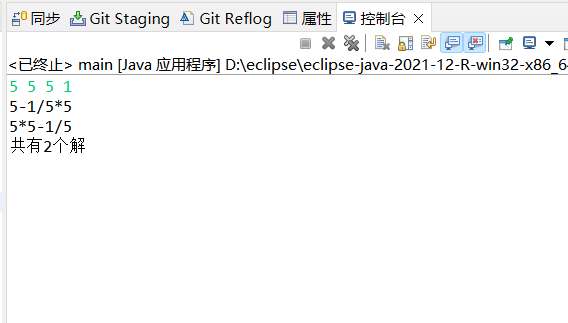 同步 Git Staging Git Reflog 属性 控制台
<已终止> main [Java 应用程序] D:\eclipse\eclipse-java-2021-12-R-win32-x86_6
5 5 5 1
5-1/5*5
5*5-1/5
共有2个解